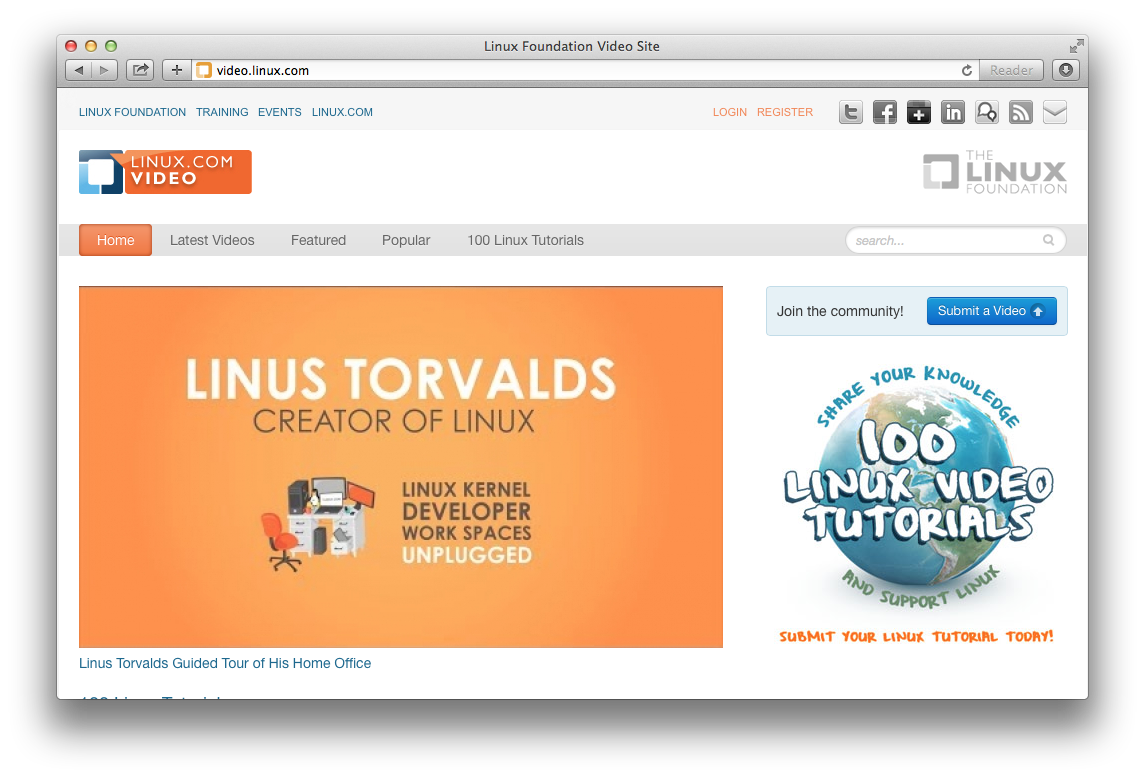 Linux Foundation Video Site
video.linux.com
Reader
LINUX FOUNDATION TRAINING EVENTS LINUX.COM
LOGIN REGISTER
LINUX.COM
VIDEO
THE
LINUX
FOUNDATION
Home Latest Videos Featured Popular 100 Linux Tutorials
search...
LINUS TORVALDS
CREATOR OF LINUX
LINUX KERNEL
DEVELOPER
WORK SPACES
UNPLUGGED
Linus Torvalds Guided Tour of His Home Office
100 Linux Tutorials
Join the community!
Submit a Video
SHARE YOUR KNOWLEDGE
100
LINUX VIDEO
TUTORIALS
AND SUPPORT LINUX
SUBMIT YOUR LINUX TUTORIAL TODAY!